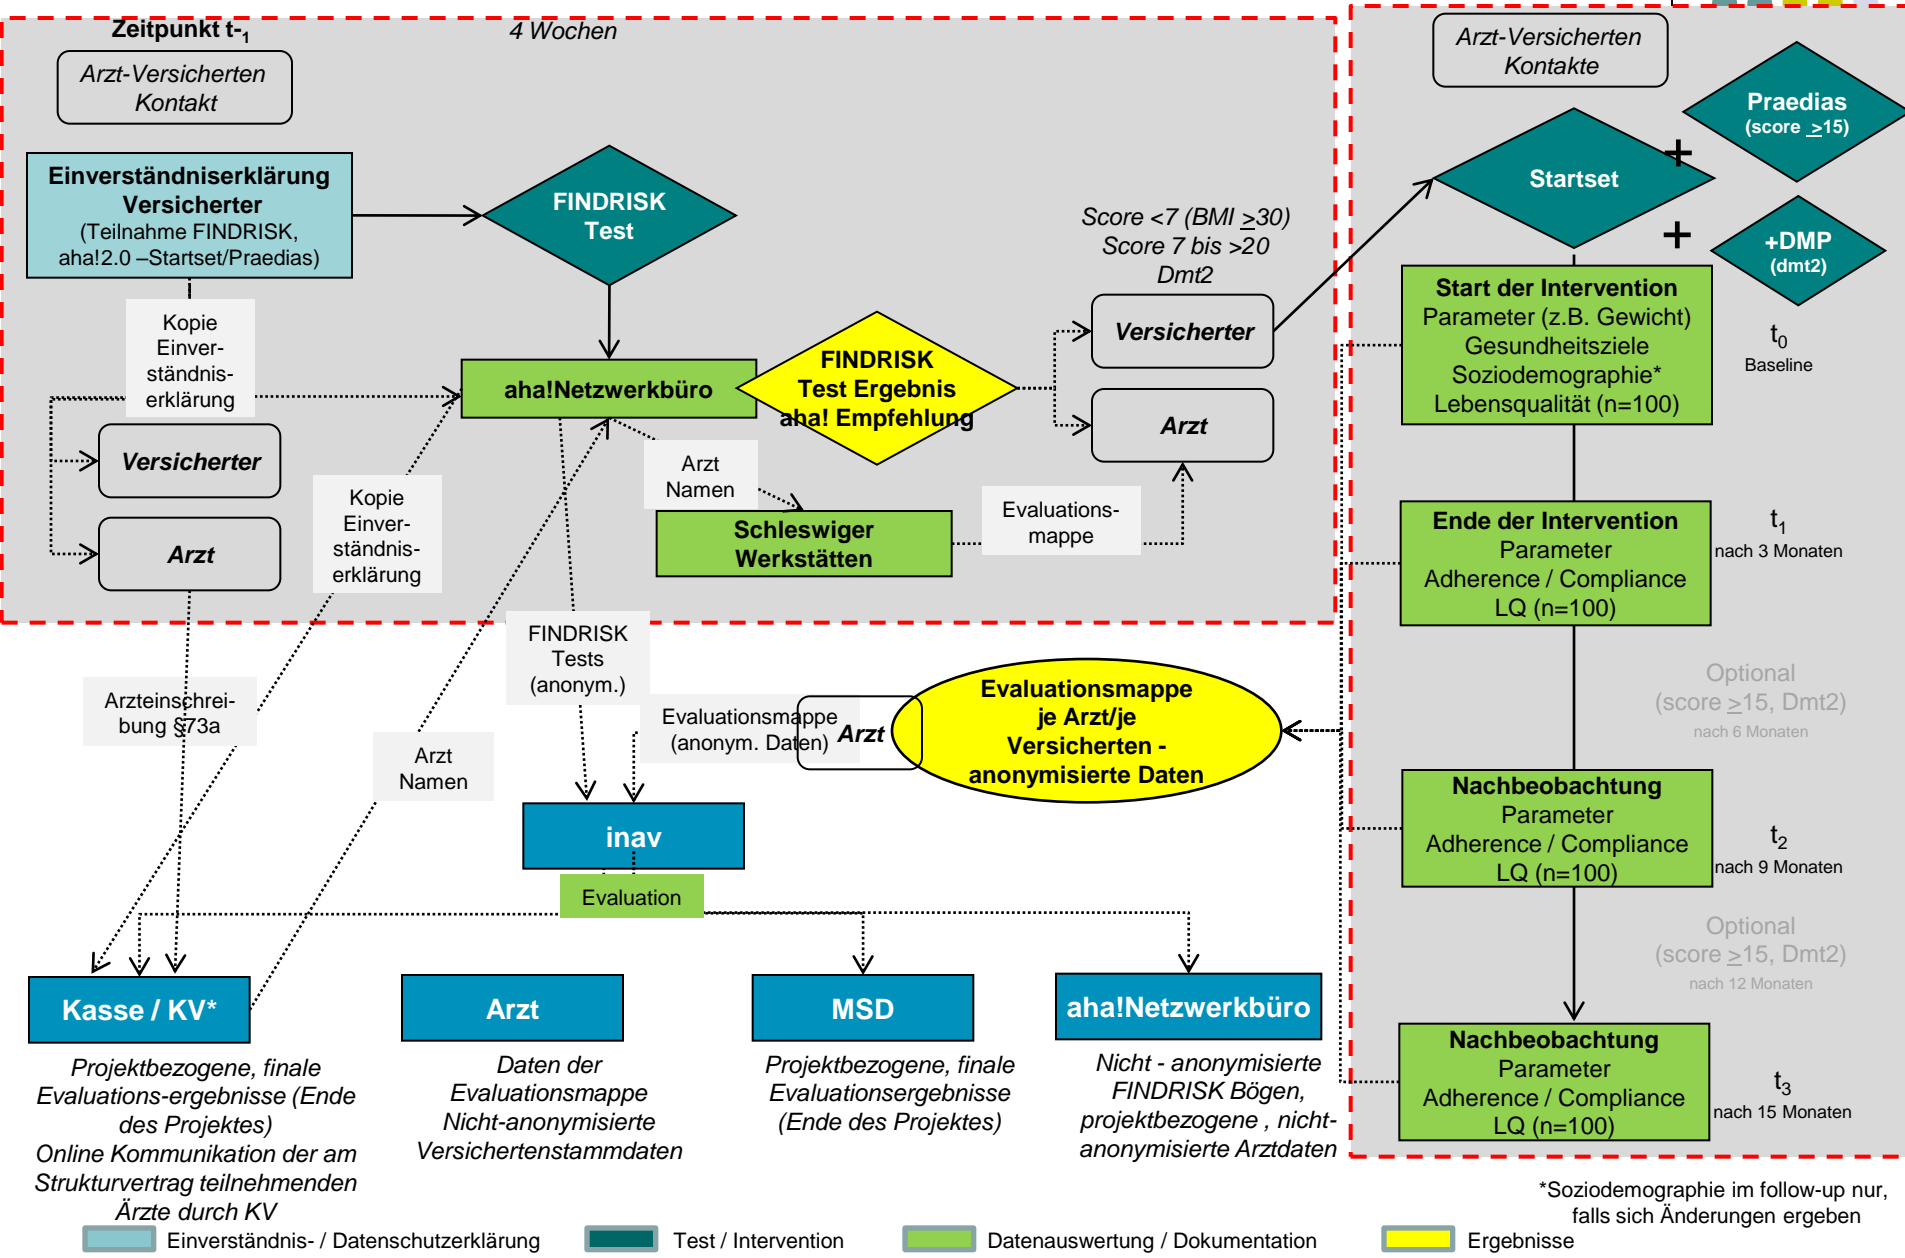 Zeitpunkt t-1
4 Wochen
Arzt-Versicherten
Kontakt
Einverständniserklärung
Versicherter
(Teilnahme FINDRISK,
aha!2.0 –Startset/Praedias)
FINDRISK
Test
Kopie
Einver-
ständnis-
erklärung
Versicherter
Arzt
aha!Netzwerkbüro
FINDRISK
Test Ergebnis
aha! Empfehlung
Score <7 (BMI >30)
Score 7 bis >20
Dmt2
Versicherter
Arzt
Arzt
Namen
Kopie
Einver-
ständnis-
erklärung
Schleswiger
Werkstätten
Evaluations-
mappe
Arzt-Versicherten
Kontakte
Praedias
(score >15)
+
Startset
+
+DMP
(dmt2)
Start der Intervention
Parameter (z.B. Gewicht)
Gesundheitsziele
Soziodemographie*
Lebensqualität (n=100)
t0
Baseline
Ende der Intervention
Parameter
Adherence / Compliance
LQ (n=100)
t1
nach 3 Monaten
Optional
(score >15, Dmt2)
nach 6 Monaten
Nachbeobachtung
Parameter
Adherence / Compliance
LQ (n=100)
t2
nach 9 Monaten
Optional
(score >15, Dmt2)
nach 12 Monaten
Nachbeobachtung
Parameter
Adherence / Compliance
LQ (n=100)
t3
nach 15 Monaten
FINDRISK
Tests
(anonym.)
Arzteinschrei-
bung §73a
Arzt
Namen
Evaluationsmappe
(anonym. Daten)
Arzt
Evaluationsmappe
je Arzt/je
Versicherten -
anonymisierte Daten
inav
Evaluation
Kasse / KV*
Projektbezogene, finale
Evaluations-ergebnisse (Ende
des Projektes)
Online Kommunikation der am
Strukturvertrag teilnehmenden
Ärzte durch KV
Arzt
Daten der
Evaluationsmappe
Nicht-anonymisierte
Versichertenstammdaten
MSD
Projektbezogene, finale
Evaluationsergebnisse
(Ende des Projektes)
aha!Netzwerkbüro
Nicht - anonymisierte
FINDRISK Bögen,
projektbezogene , nicht-
anonymisierte Arztdaten
*Soziodemographie im follow-up nur,
falls sich Änderungen ergeben
Einverständnis- / Datenschutzerklärung
Test / Intervention
Datenauswertung / Dokumentation
Ergebnisse